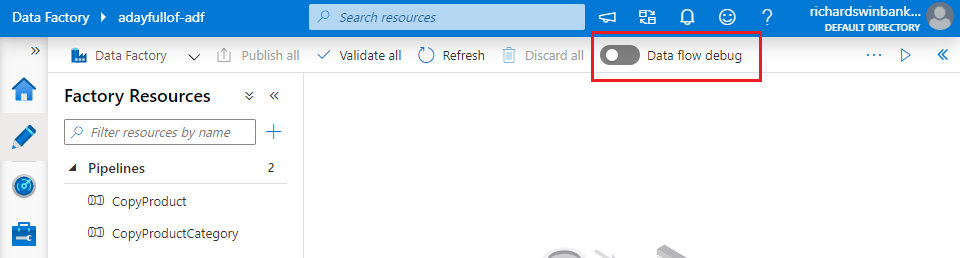 Data Factory ▸ adayfullof-adf
Search resources
richardswinbank...
DEFAULT DIRECTORY
Data Factory
Publish all
Validate all
Refresh
Discard all
Data flow debug
Factory Resources
Filter resources by name
Pipelines 2
CopyProduct
CopyProductCategory